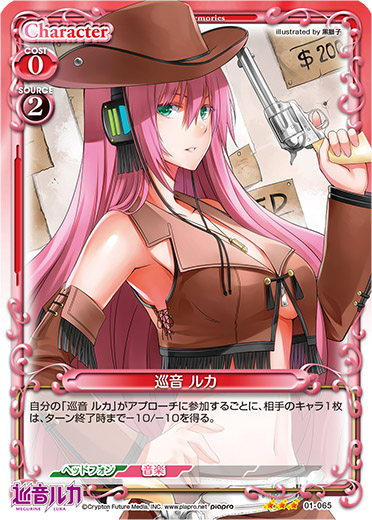 Character
emories
illustrated by 黒獅子
COST
0
SOURCE
2
$ 200
ED
巡音 ルカ
自分の「巡音 ルカ」がアプローチに参加するごとに、相手のキャラ1枚
は、ターン終了時まで−10/−10を得る。
ヘッドフォン
音楽
巡音ルカ
MEGURINE LUKA
©Crypton Future Media, INC. www.piapro.net piapro
01-065